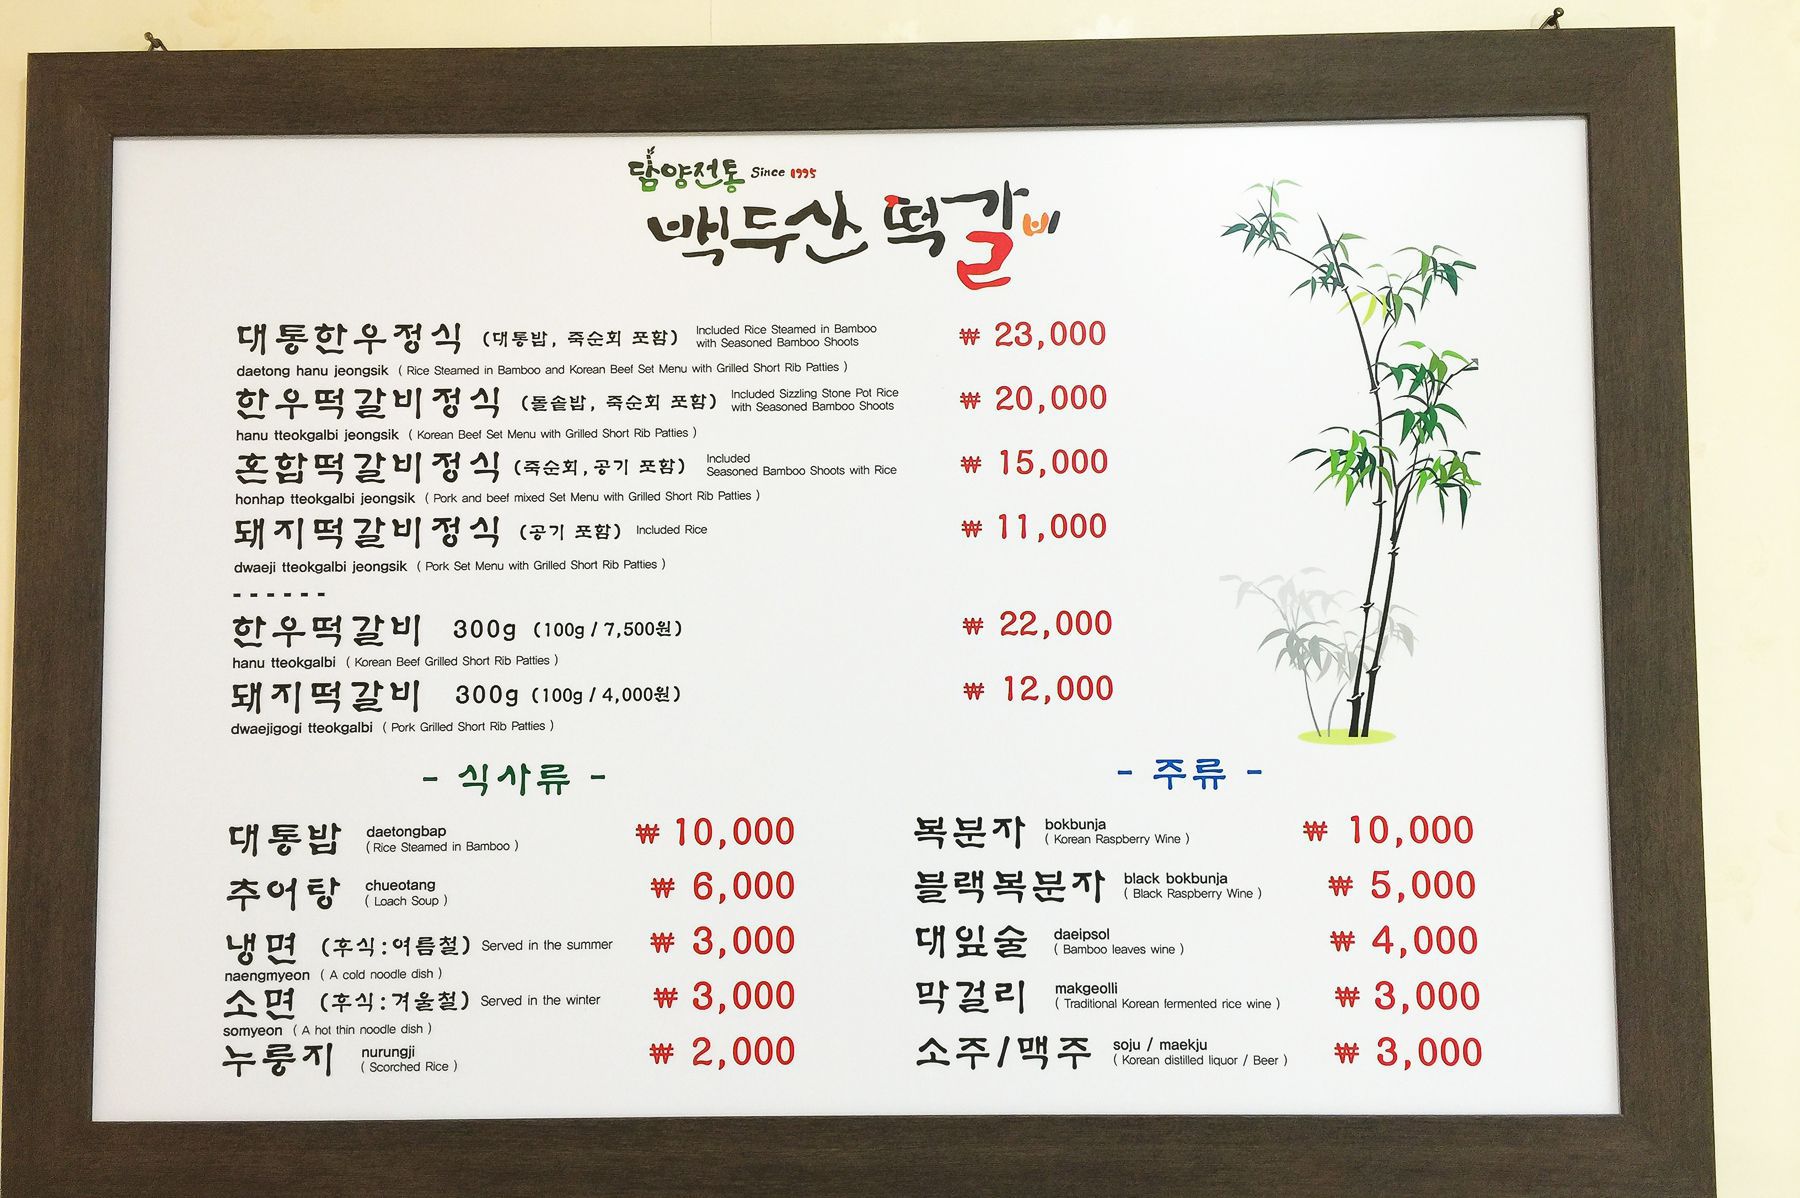 담양전통 Since 1995
백두산 떡갈비
대통한우정식 (대통밥, 죽순회 포함) Included Rice Steamed in Bamboo
with Seasoned Bamboo Shoots
₩ 23,000
daetong hanu jeongsik ( Rice Steamed in Bamboo and Korean Beef Set Menu with Grilled Short Rib Patties )
한우떡갈비정식 (돌솥밥, 죽순회 포함) Included Sizzling Stone Pot Rice
with Seasoned Bamboo Shoots
₩ 20,000
hanu tteokgalbi jeongsik ( Korean Beef Set Menu with Grilled Short Rib Patties )
혼합떡갈비정식 (죽순회,공기 포함) Included
Seasoned Bamboo Shoots with Rice
₩ 15,000
honhap tteokgalbi jeongsik ( Pork and beef mixed Set Menu with Grilled Short Rib Patties )
돼지떡갈비정식 (공기 포함) Included Rice ₩ 11,000
dwaeji tteokgalbi jeongsik ( Pork Set Menu with Grilled Short Rib Patties )
------
한우떡갈비 300g (100g / 7,500원) ₩ 22,000
hanu tteokgalbi ( Korean Beef Grilled Short Rib Patties )
돼지떡갈비 300g (100g / 4,000원) ₩ 12,000
dwaejigogi tteokgalbi ( Pork Grilled Short Rib Patties )
- 식사류 -
대통밥 daetongbap ₩ 10,000
( Rice Steamed in Bamboo )
추어탕 chueotang ₩ 6,000
( Loach Soup )
냉면 (후식:여름철) Served in the summer ₩ 3,000
naengmyeon ( A cold noodle dish )
소면 (후식:겨울철) Served in the winter ₩ 3,000
somyeon ( A hot thin noodle dish )
누룽지 nurungji ₩ 2,000
( Scorched Rice )
- 주류 -
복분자 bokbunja ₩ 10,000
( Korean Raspberry Wine )
블랙복분자 black bokbunja ₩ 5,000
( Black Raspberry Wine )
대잎술 daeipsol ₩ 4,000
( Bamboo leaves wine )
막걸리 makgeolli ₩ 3,000
( Traditional Korean fermented rice wine )
소주/맥주 soju / maekju ₩ 3,000
( Korean distilled liquor / Beer )